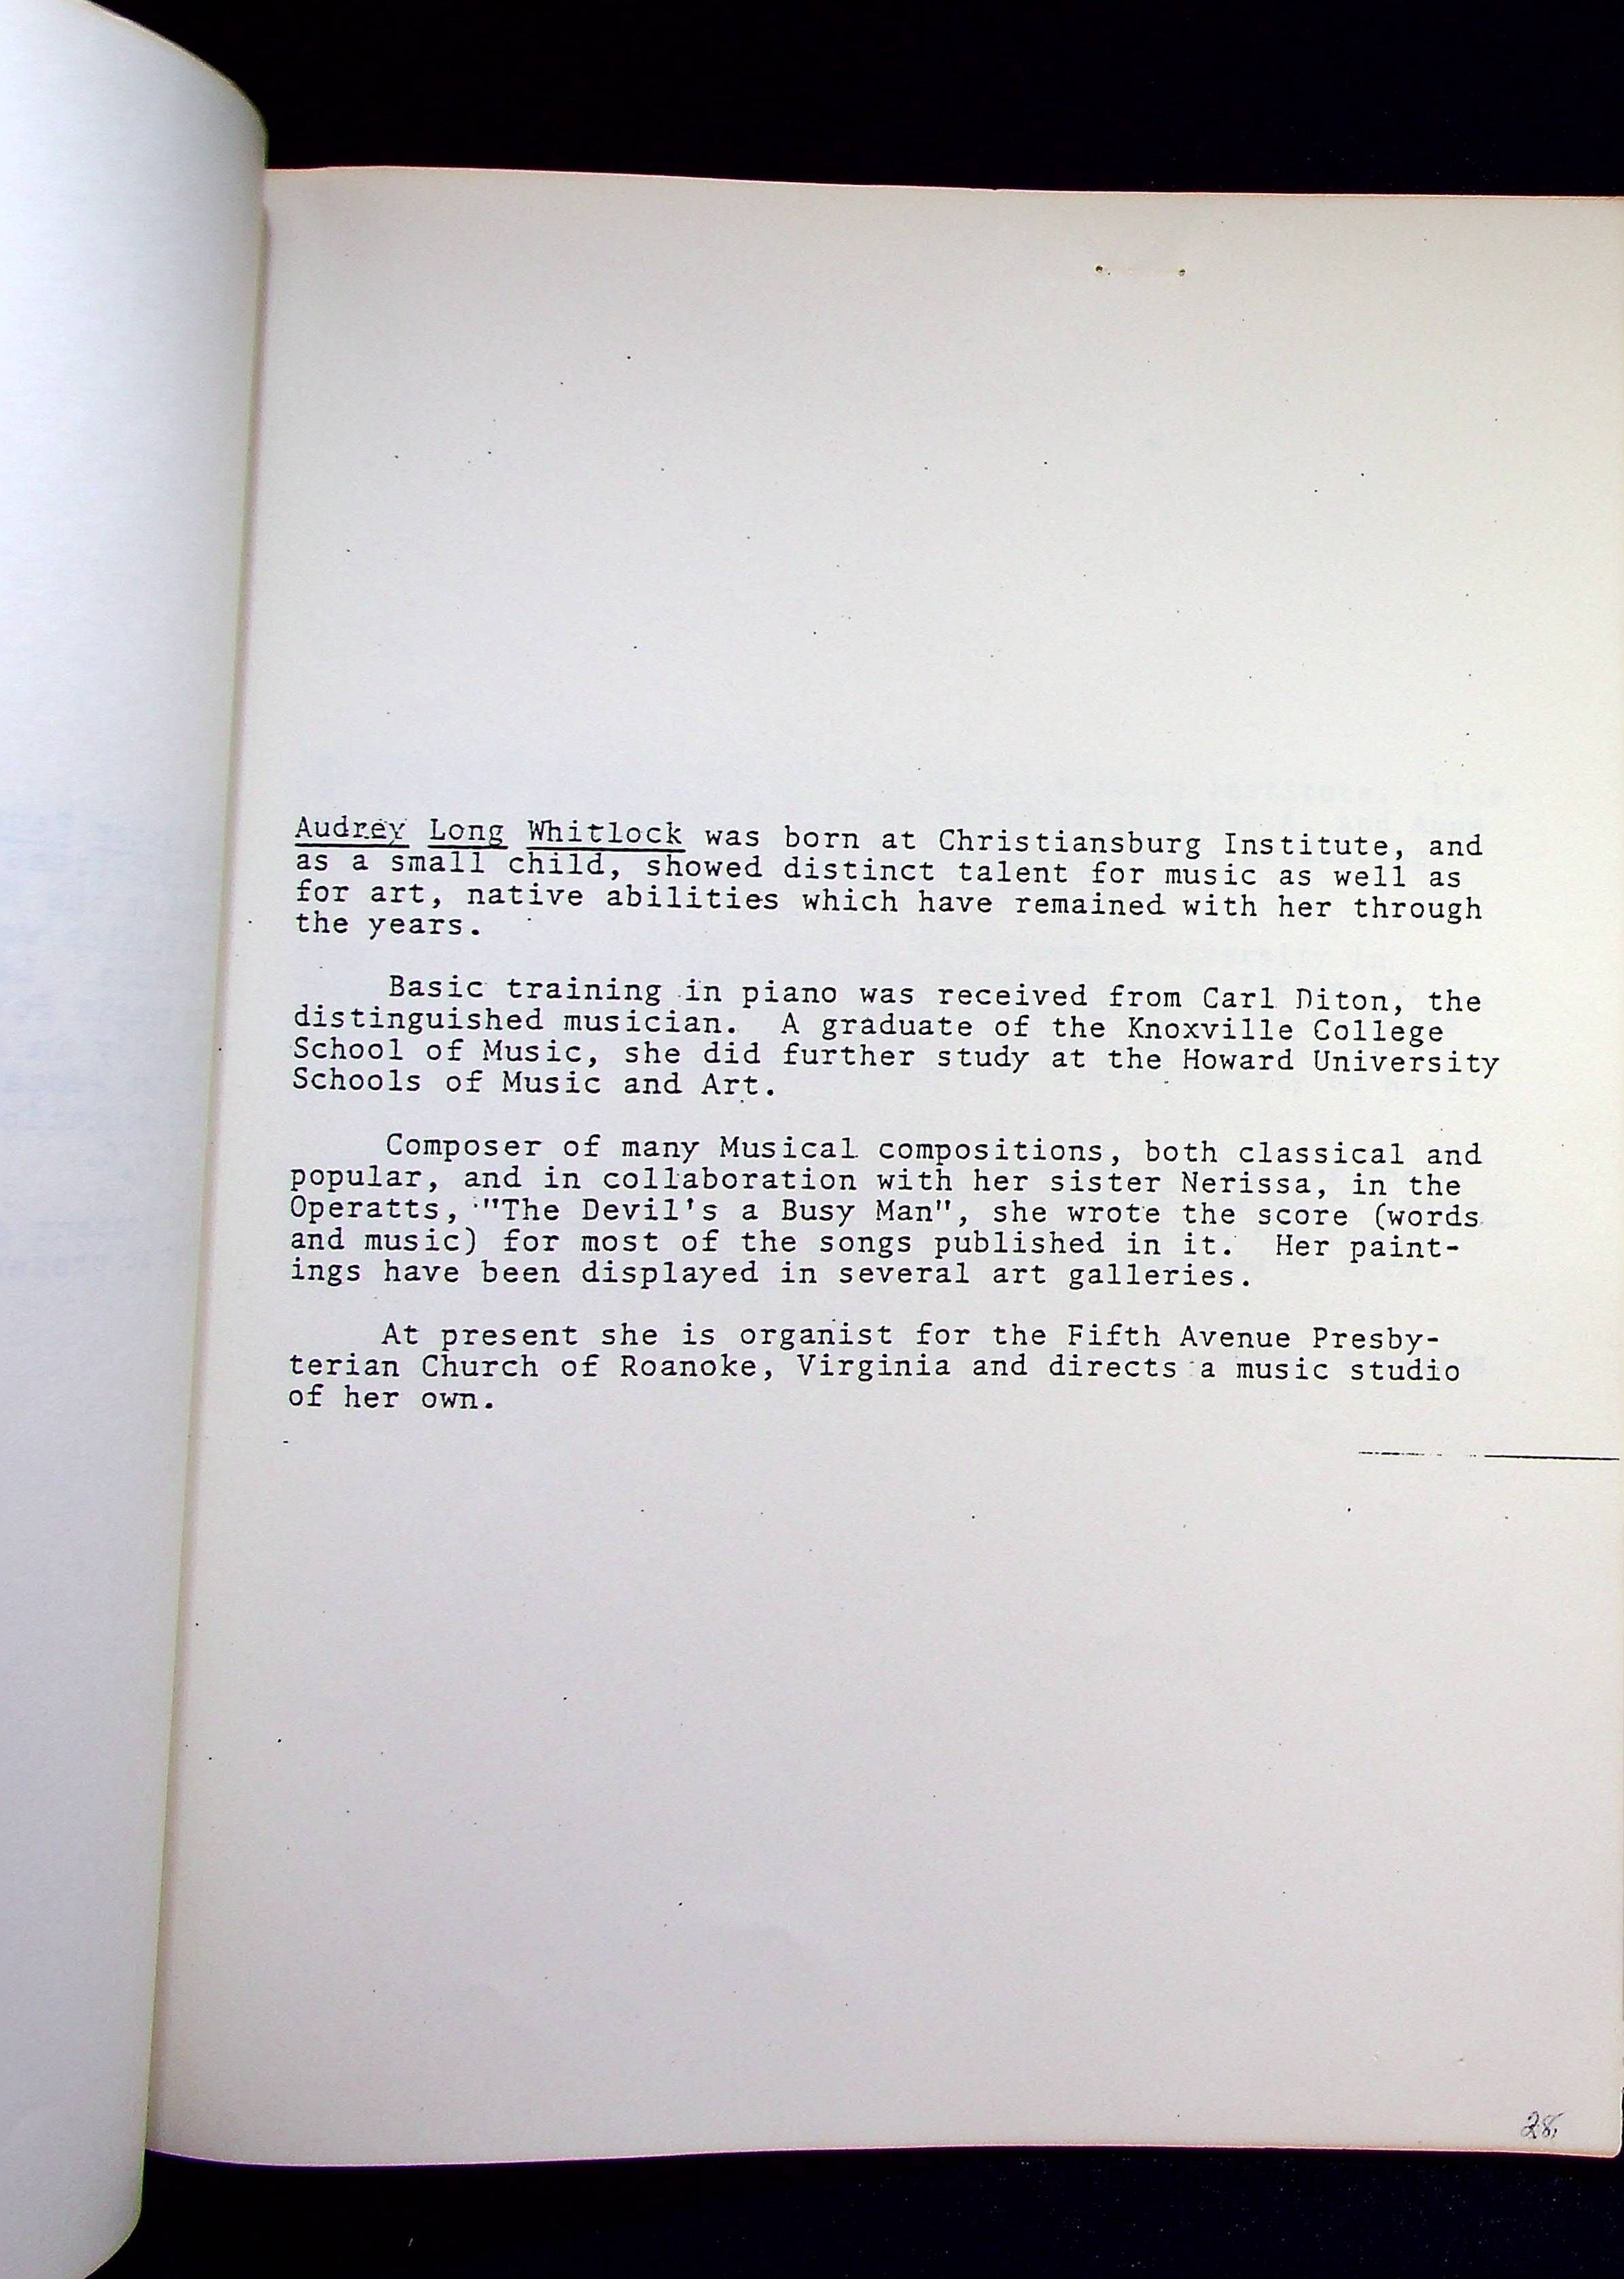 Audrey Long Whitlock was born at Christiansburg Institute, and
as a small child, showed distinct talent for music as well as
for art, native abilities which have remained with her through
the years.
Basic training in piano was received from Carl Diton, the
distinguished musician. A graduate of the Knoxville College
School of Music, she did further study at the Howard University
Schools of Music and Art.
Composer of many Musical compositions, both classical and
popular, and in collaboration with her sister Nerissa, in the
Operatts, "The Devil's a Busy Man", she wrote the score (words
and music) for most of the songs published in it. Her paint-
ings have been displayed in several art galleries.
At present she is organist for the Fifth Avenue Presby-
terian Church of Roanoke, Virginia and directs a music studio
of her own.
28.